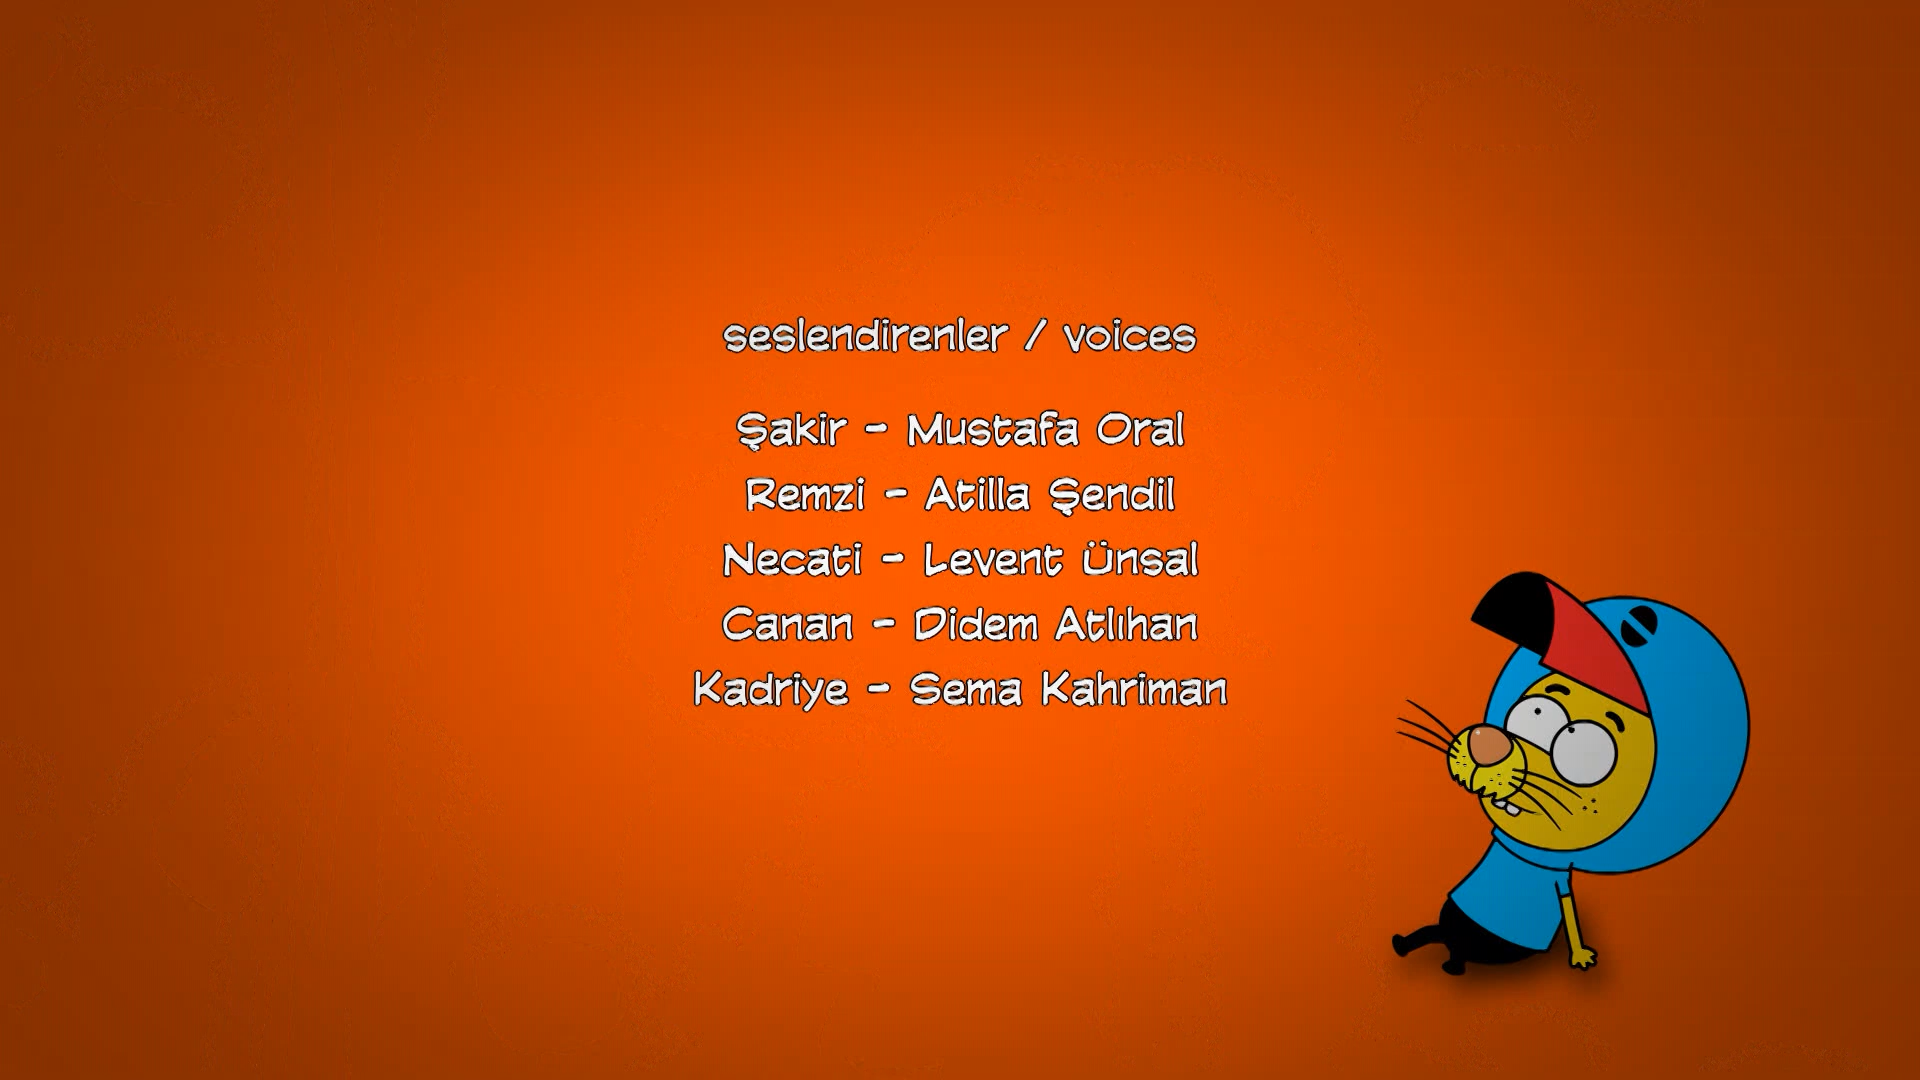 seslendirenler / voices
Şakir - Mustafa Oral
Remzi - Atilla Şendil
Necati - Levent Ünsal
Canan - Didem Atlıhan
Kadriye - Sema Kahriman